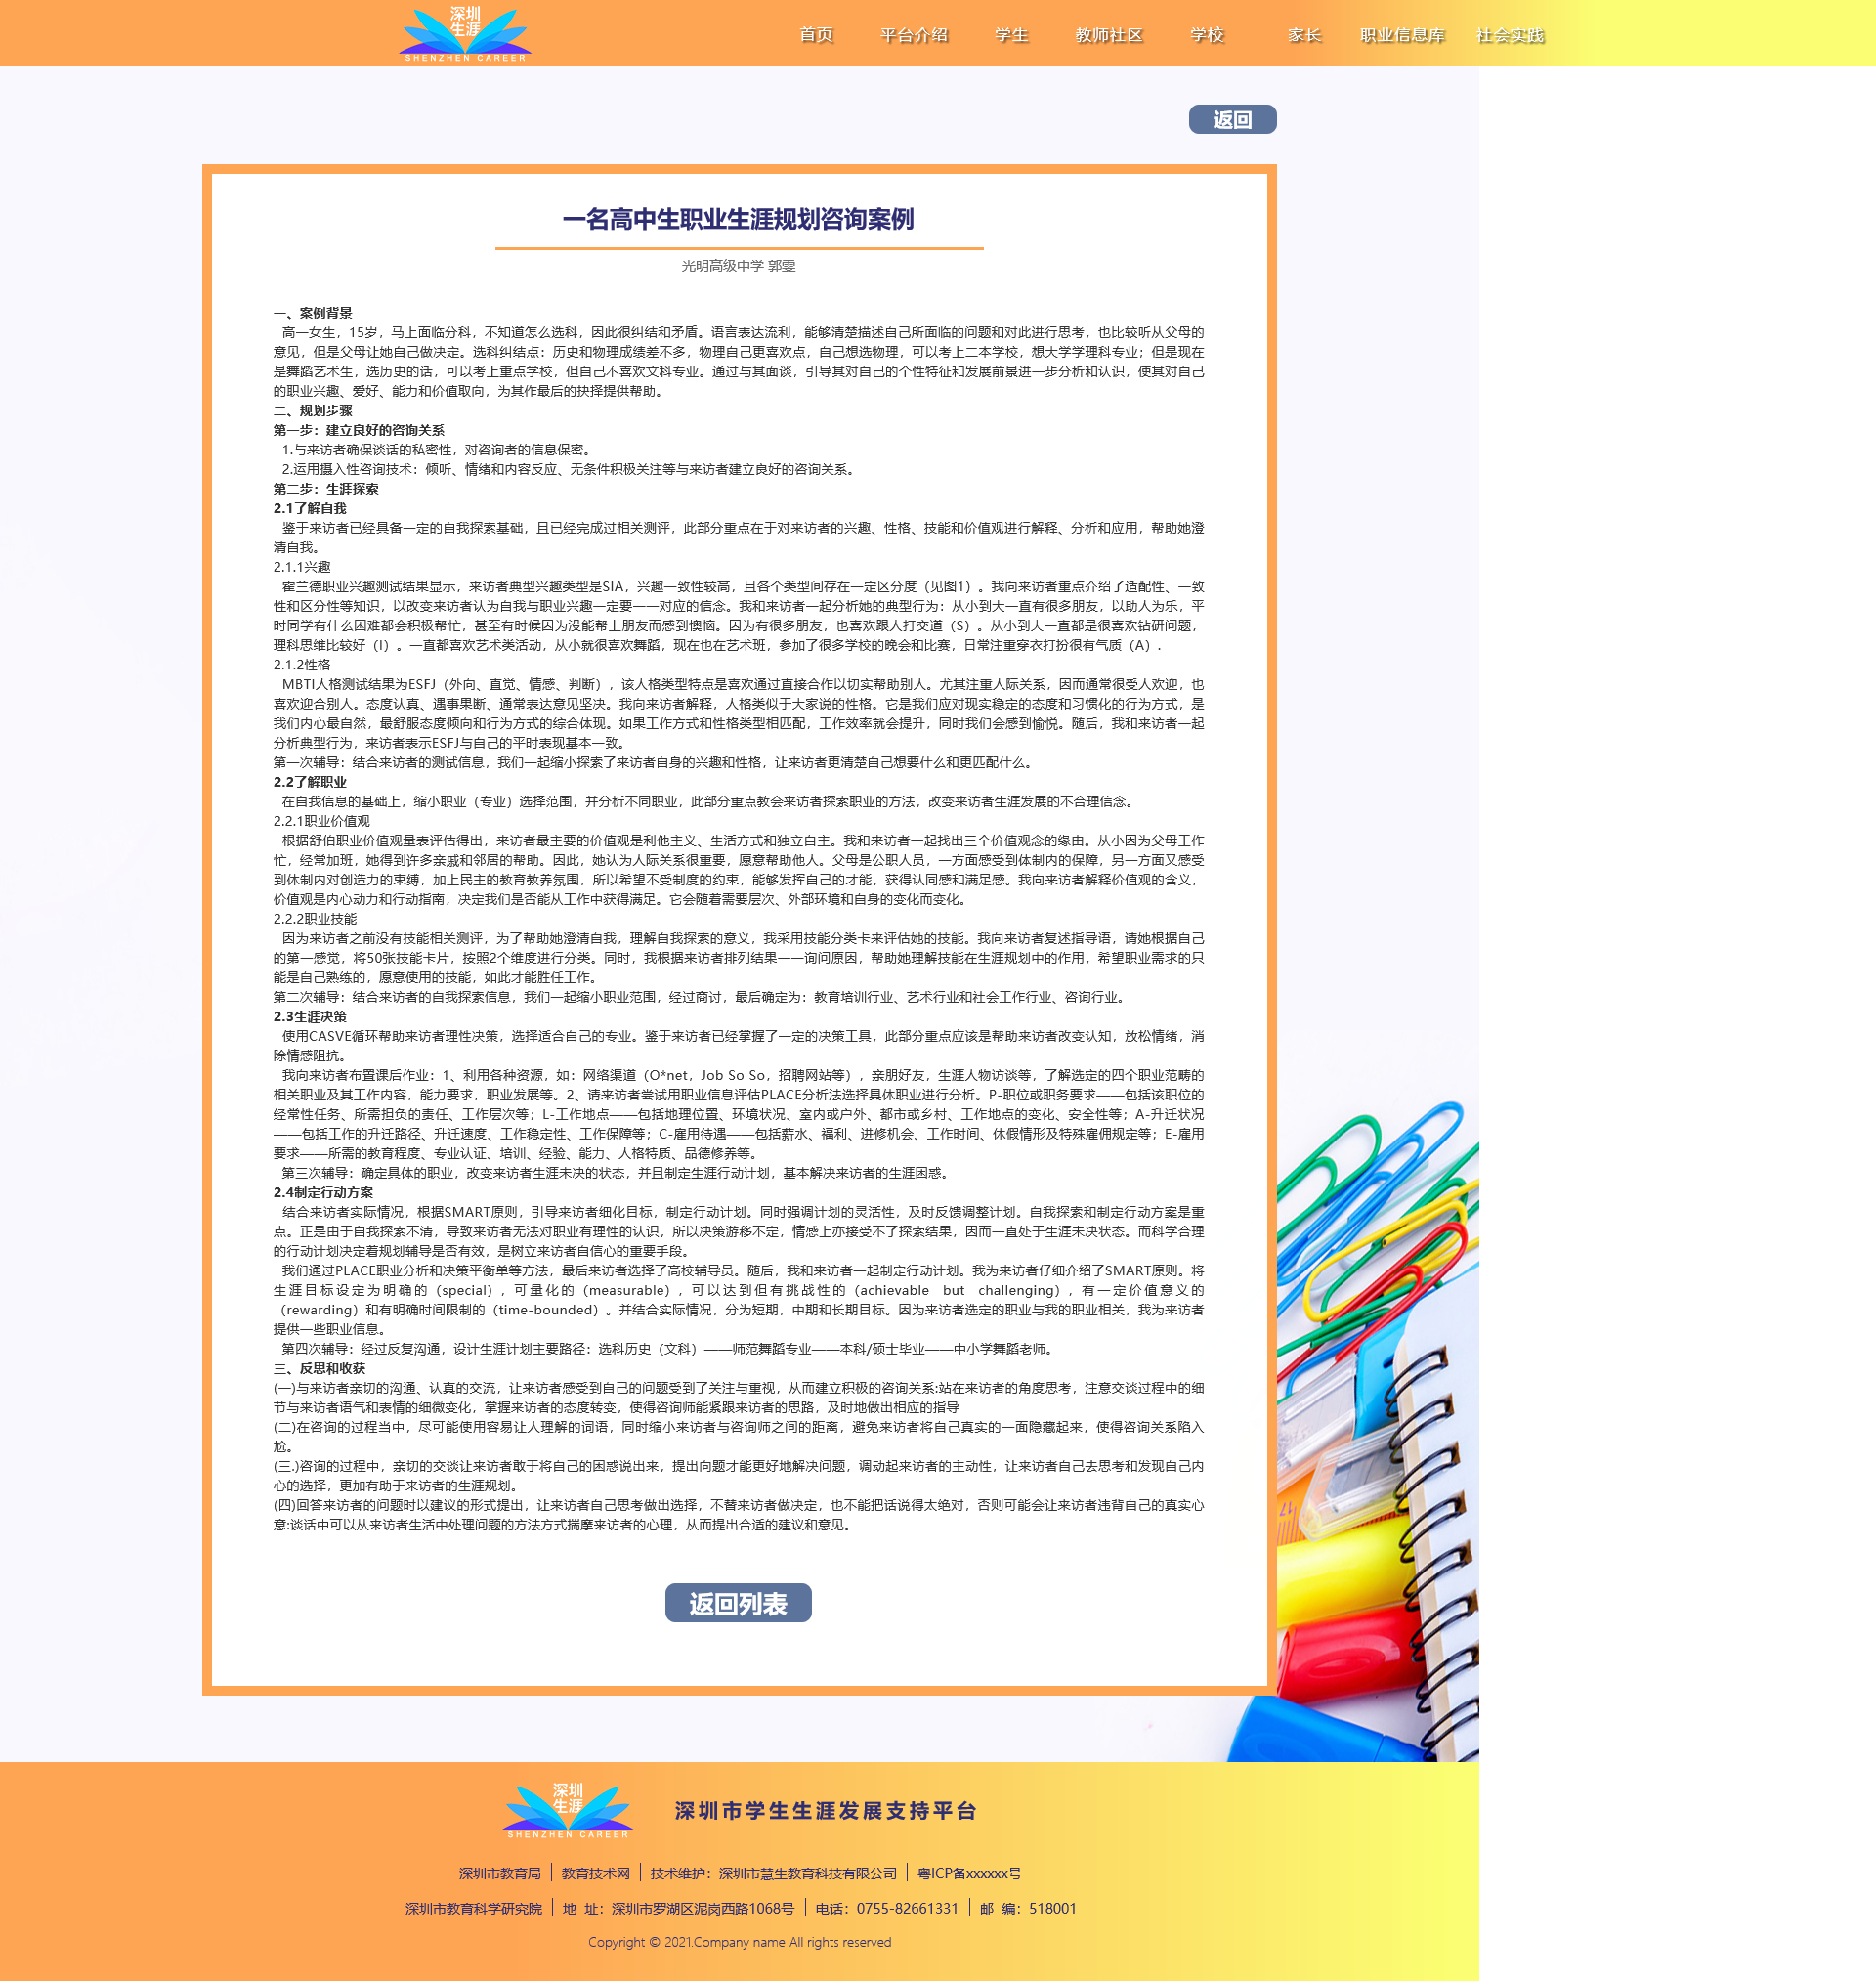 深圳
生涯
SHENZHEN CAREER
首页 平台介绍 学生 教师社区 学校 家长 职业信息库 社会实践
返回
一名高中生职业生涯规划咨询案例
光明高级中学 郭雯
一、案例背景
高一女生，15岁，马上面临分科，不知道怎么选科，因此很纠结和矛盾。语言表达流利，能够清楚描述自己所面临的问题和对此进行思考，也比较听从父母的
意见，但是父母让她自己做决定。选科纠结点：历史和物理成绩差不多，物理自己更喜欢点，自己想选物理，可以考上二本学校，想大学学理科专业；但是现在
是舞蹈艺术生，选历史的话，可以考上重点学校，但自己不喜欢文科专业。通过与其面谈，引导其对自己的个性特征和发展前景进一步分析和认识，使其对自己
的职业兴趣、爱好、能力和价值取向，为其作最后的抉择提供帮助。
二、规划步骤
第一步：建立良好的咨询关系
1.与来访者确保谈话的私密性，对咨询者的信息保密。
2.运用摄入性咨询技术：倾听、情绪和内容反应、无条件积极关注等与来访者建立良好的咨询关系。
第二步：生涯探索
2.1了解自我
鉴于来访者已经具备一定的自我探索基础，且已经完成过相关测评，此部分重点在于对来访者的兴趣、性格、技能和价值观进行解释、分析和应用，帮助她澄
清自我。
2.1.1兴趣
霍兰德职业兴趣测试结果显示，来访者典型兴趣类型是SIA，兴趣一致性较高，且各个类型间存在一定区分度（见图1）。我向来访者重点介绍了适配性、一致
性和区分性等知识，以改变来访者认为自我与职业兴趣一定要一一对应的信念。我和来访者一起分析她的典型行为：从小到大一直有很多朋友，以助人为乐，平
时同学有什么困难都会积极帮忙，甚至有时候因为没能帮上朋友而感到懊恼。因为有很多朋友，也喜欢跟人打交道（S）。从小到大一直都是很喜欢钻研问题，
理科思维比较好（I）。一直都喜欢艺术类活动，从小就很喜欢舞蹈，现在也在艺术班，参加了很多学校的晚会和比赛，日常注重穿衣打扮很有气质（A）.
2.1.2性格
MBTI人格测试结果为ESFJ（外向、直觉、情感、判断），该人格类型特点是喜欢通过直接合作以切实帮助别人。尤其注重人际关系，因而通常很受人欢迎，也
喜欢迎合别人。态度认真、遇事果断、通常表达意见坚决。我向来访者解释，人格类似于大家说的性格。它是我们应对现实稳定的态度和习惯化的行为方式，是
我们内心最自然，最舒服态度倾向和行为方式的综合体现。如果工作方式和性格类型相匹配，工作效率就会提升，同时我们会感到愉悦。随后，我和来访者一起
分析典型行为，来访者表示ESFJ与自己的平时表现基本一致。
第一次辅导：结合来访者的测试信息，我们一起缩小探索了来访者自身的兴趣和性格，让来访者更清楚自己想要什么和更匹配什么。
2.2了解职业
在自我信息的基础上，缩小职业（专业）选择范围，并分析不同职业，此部分重点教会来访者探索职业的方法，改变来访者生涯发展的不合理信念。
2.2.1职业价值观
根据舒伯职业价值观量表评估得出，来访者最主要的价值观是利他主义、生活方式和独立自主。我和来访者一起找出三个价值观念的缘由。从小因为父母工作
忙，经常加班，她得到许多亲戚和邻居的帮助。因此，她认为人际关系很重要，愿意帮助他人。父母是公职人员，一方面感受到体制内的保障，另一方面又感受
到体制内对创造力的束缚，加上民主的教育教养氛围，所以希望不受制度的约束，能够发挥自己的才能，获得认同感和满足感。我向来访者解释价值观的含义，
价值观是内心动力和行动指南，决定我们是否能从工作中获得满足。它会随着需要层次、外部环境和自身的变化而变化。
2.2.2职业技能
因为来访者之前没有技能相关测评，为了帮助她澄清自我，理解自我探索的意义，我采用技能分类卡来评估她的技能。我向来访者复述指导语，请她根据自己
的第一感觉，将50张技能卡片，按照2个维度进行分类。同时，我根据来访者排列结果一一询问原因，帮助她理解技能在生涯规划中的作用，希望职业需求的只
能是自己熟练的，愿意使用的技能，如此才能胜任工作。
第二次辅导：结合来访者的自我探索信息，我们一起缩小职业范围，经过商讨，最后确定为：教育培训行业、艺术行业和社会工作行业、咨询行业。
2.3生涯决策
使用CASVE循环帮助来访者理性决策，选择适合自己的专业。鉴于来访者已经掌握了一定的决策工具，此部分重点应该是帮助来访者改变认知，放松情绪，消
除情感阻抗。
我向来访者布置课后作业：1、利用各种资源，如：网络渠道（O*net，Job So So，招聘网站等），亲朋好友，生涯人物访谈等，了解选定的四个职业范畴的
相关职业及其工作内容，能力要求，职业发展等。2、请来访者尝试用职业信息评估PLACE分析法选择具体职业进行分析。P-职位或职务要求——包括该职位的
经常性任务、所需担负的责任、工作层次等；L-工作地点——包括地理位置、环境状况、室内或户外、都市或乡村、工作地点的变化、安全性等；A-升迁状况
——包括工作的升迁路径、升迁速度、工作稳定性、工作保障等；C-雇用待遇——包括薪水、福利、进修机会、工作时间、休假情形及特殊雇佣规定等；E-雇用
要求——所需的教育程度、专业认证、培训、经验、能力、人格特质、品德修养等。
第三次辅导：确定具体的职业，改变来访者生涯未决的状态，并且制定生涯行动计划，基本解决来访者的生涯困惑。
2.4制定行动方案
结合来访者实际情况，根据SMART原则，引导来访者细化目标，制定行动计划。同时强调计划的灵活性，及时反馈调整计划。自我探索和制定行动方案是重
点。正是由于自我探索不清，导致来访者无法对职业有理性的认识，所以决策游移不定，情感上亦接受不了探索结果，因而一直处于生涯未决状态。而科学合理
的行动计划决定着规划辅导是否有效，是树立来访者自信心的重要手段。
我们通过PLACE职业分析和决策平衡单等方法，最后来访者选择了高校辅导员。随后，我和来访者一起制定行动计划。我为来访者仔细介绍了SMART原则。将
生涯目标设定为明确的（special），可量化的（measurable），可以达到但有挑战性的（achievable but challenging），有一定价值意义的
（rewarding）和有明确时间限制的（time-bounded）。并结合实际情况，分为短期，中期和长期目标。因为来访者选定的职业与我的职业相关，我为来访者
提供一些职业信息。
第四次辅导：经过反复沟通，设计生涯计划主要路径：选科历史（文科）——师范舞蹈专业——本科/硕士毕业——中小学舞蹈老师。
三、反思和收获
(一)与来访者亲切的沟通、认真的交流，让来访者感受到自己的问题受到了关注与重视，从而建立积极的咨询关系:站在来访者的角度思考，注意交谈过程中的细
节与来访者语气和表情的细微变化，掌握来访者的态度转变，使得咨询师能紧跟来访者的思路，及时地做出相应的指导
(二)在咨询的过程当中，尽可能使用容易让人理解的词语，同时缩小来访者与咨询师之间的距离，避免来访者将自己真实的一面隐藏起来，使得咨询关系陷入
尬。
(三.)咨询的过程中，亲切的交谈让来访者敢于将自己的困惑说出来，提出向题才能更好地解决问题，调动起来访者的主动性，让来访者自己去思考和发现自己内
心的选择，更加有助于来访者的生涯规划。
(四)回答来访者的问题时以建议的形式提出，让来访者自己思考做出选择，不替来访者做决定，也不能把话说得太绝对，否则可能会让来访者违背自己的真实心
意:谈话中可以从来访者生活中处理问题的方法方式揣摩来访者的心理，从而提出合适的建议和意见。
返回列表
17
深圳
生涯
SHENZHEN CAREER
深圳市学生生涯发展支持平台
深圳市教育局 教育技术网 技术维护：深圳市慧生教育科技有限公司 粤ICP备xxxxxx号
深圳市教育科学研究院 地 址：深圳市罗湖区泥岗西路1068号 电话：0755-82661331 邮 编：518001
Copyright © 2021.Company name All rights reserved